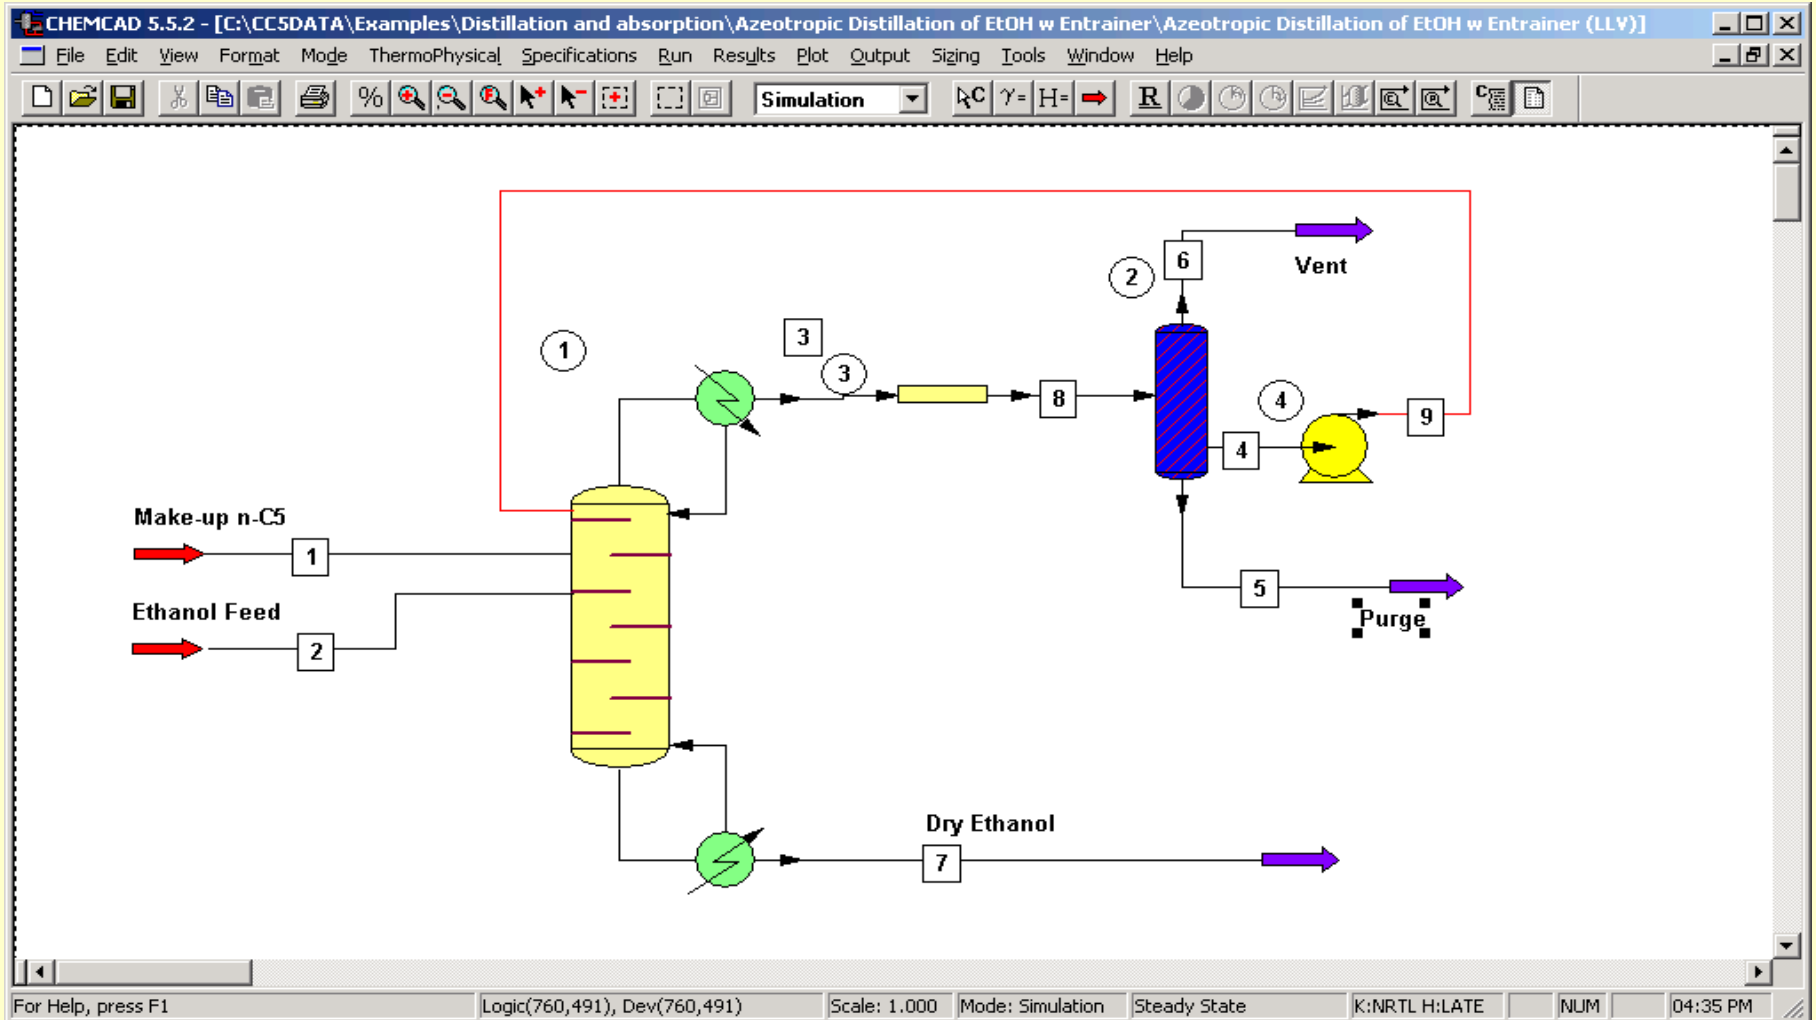 CHEMCAD 5.5.2 - [C:\CC5DATA\Examples\Distillation and absorption\Azeotropic Distillation of EtOH w Entrainer\Azeotropic Distillation of EtOH w Entrainer (LLV)]
File Edit View Format Mode ThermoPhysical Specifications Run Results Plot Output Sizing Tools Window Help
% Simulation C γ= H= R C
6
2
Vent
3
1
3
8
4
9
4
Make-up n-C5
1
5
Ethanol Feed
Purge
2
Dry Ethanol
7
For Help, press F1 Logic(760,491), Dev(760,491) Scale: 1.000 Mode: Simulation Steady State K:NRTL H:LATE NUM 04:35 PM